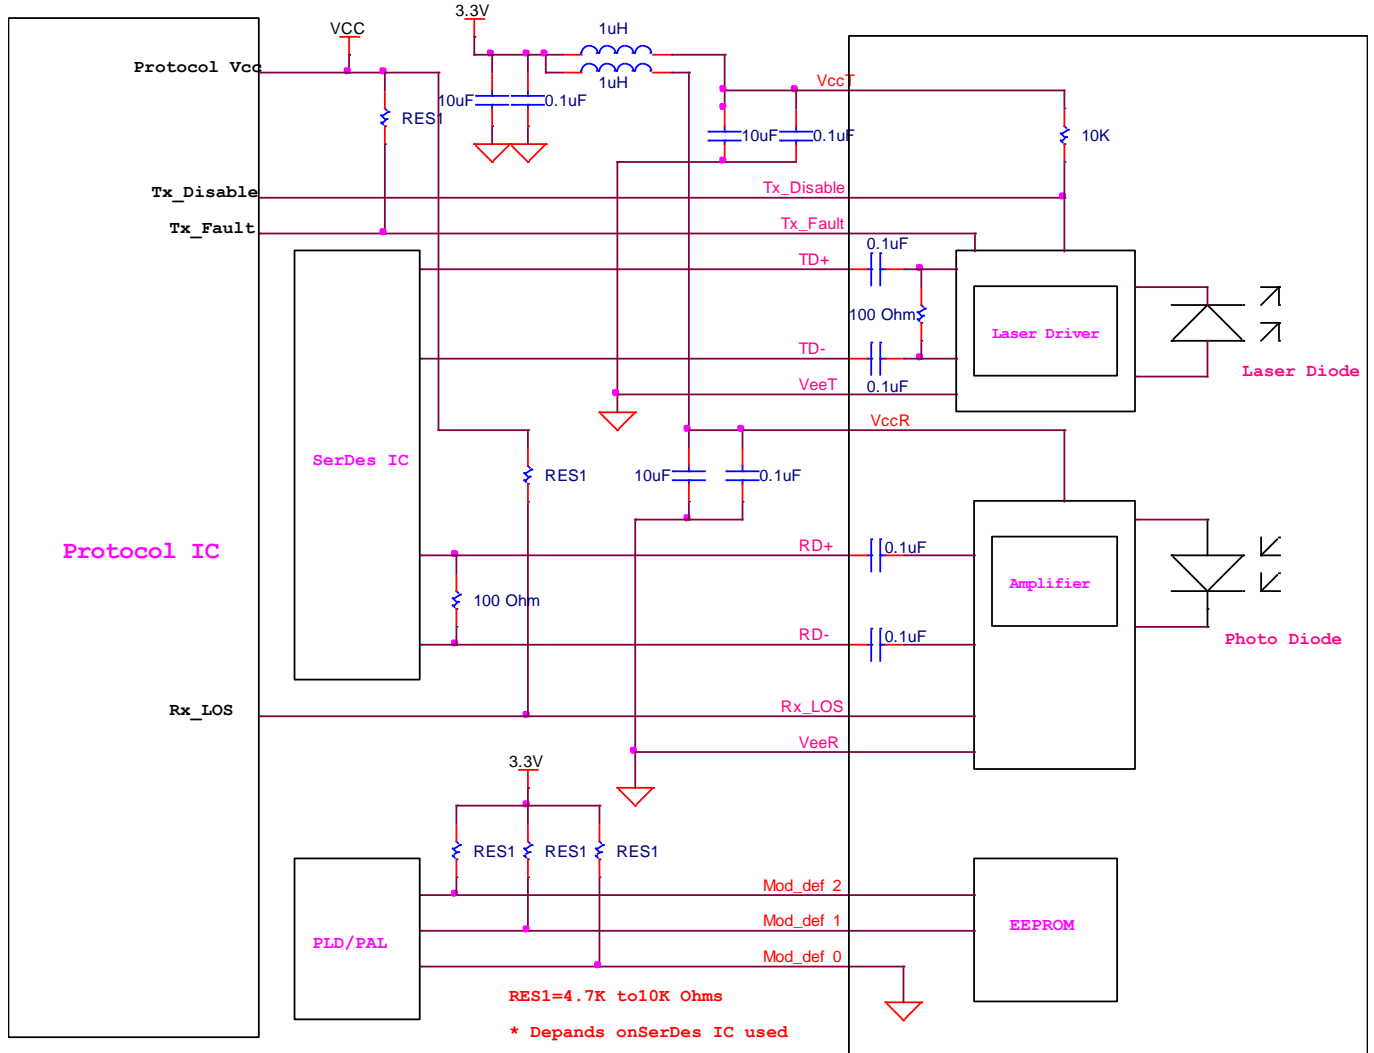 3.3V
VCC
1uH
Protocol Vcc
1uH
VccT
10uF
0.1uF
RES1
10uF
0.1uF
10K
Tx_Disable
Tx_Disable
Tx_Fault
Tx_Fault
0.1uF
TD+
100 Ohm
Laser Driver
TD-
Laser Diode
VeeT
0.1uF
VccR
SerDes IC
RES1
10uF
0.1uF
Protocol IC
RD+
0.1uF
Amplifier
100 Ohm
RD-
0.1uF
Photo Diode
Rx_LOS
Rx_LOS
VeeR
3.3V
RES1
RES1
RES1
Mod_def 2
Mod_def 1
EEPROM
PLD/PAL
Mod_def 0
RES1=4.7K to10K Ohms
* Depands onSerDes IC used